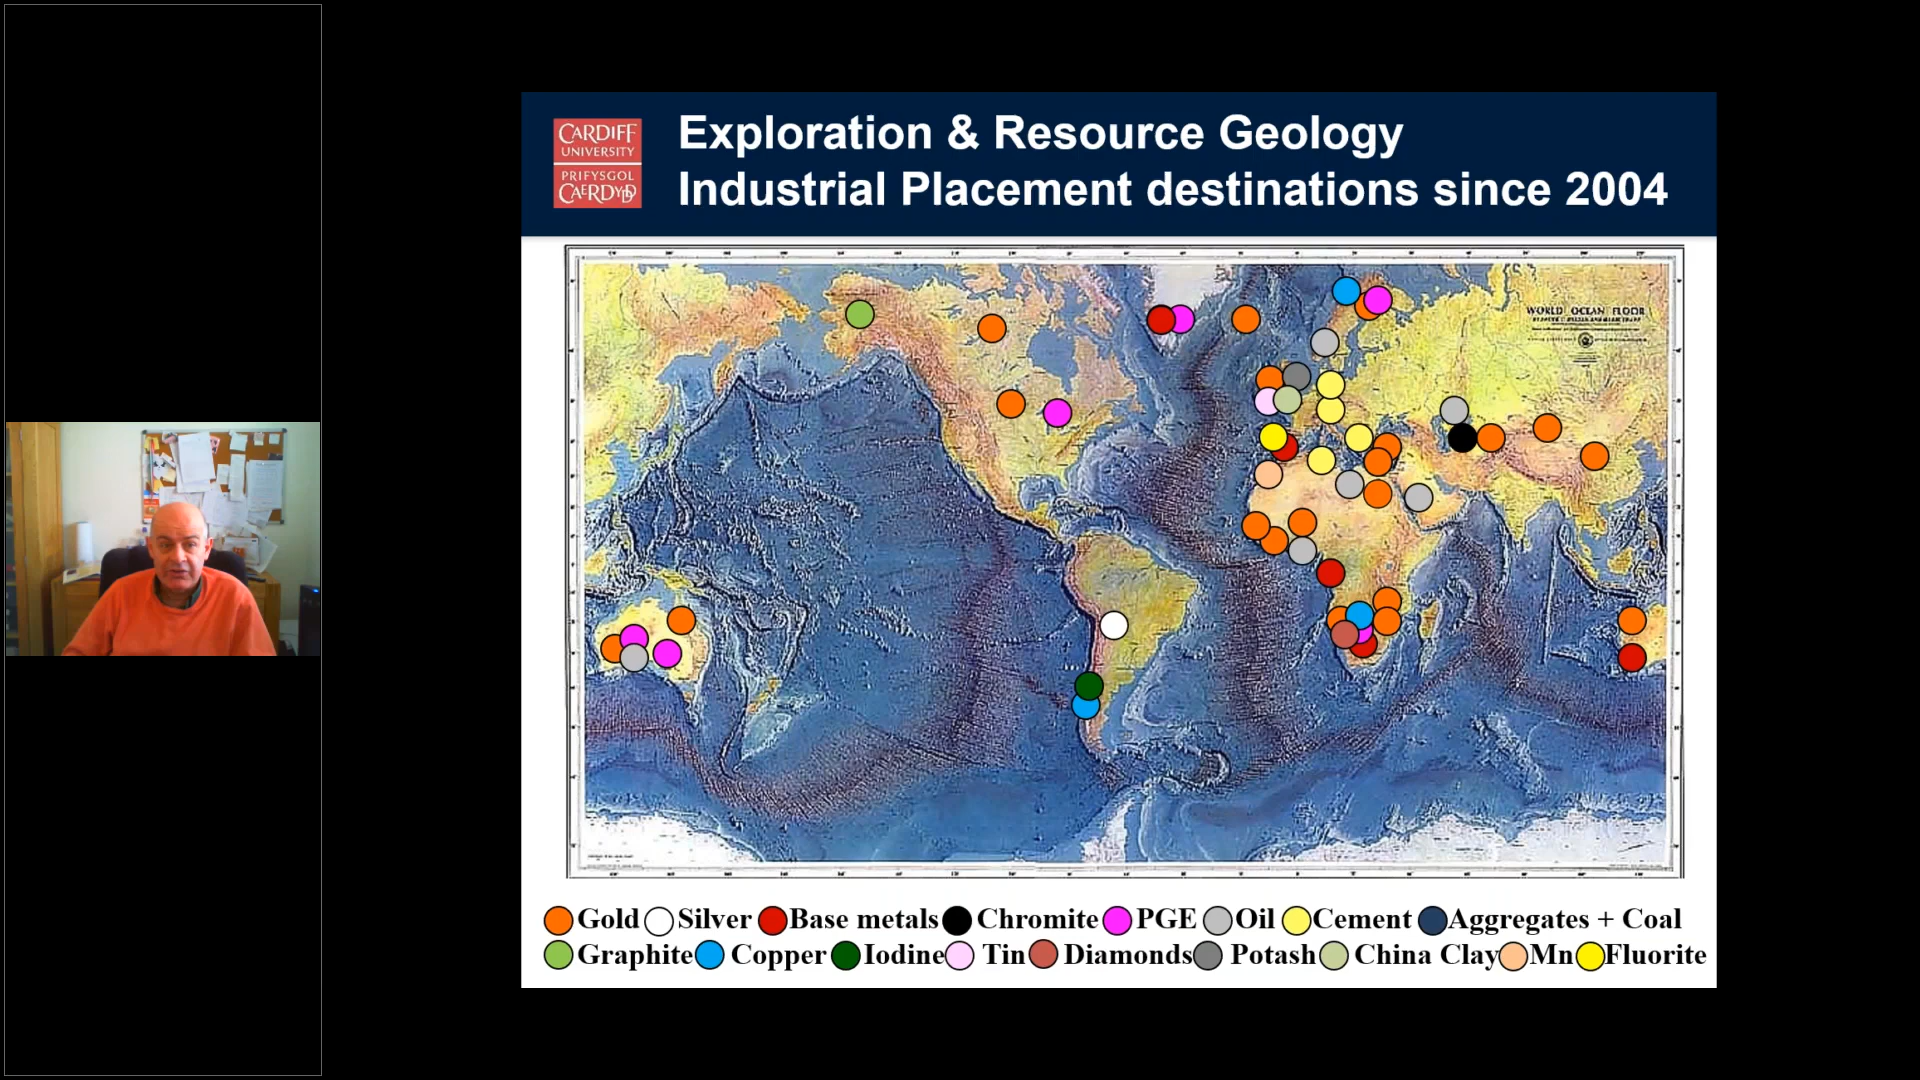 CARDIFF
UNIVERSITY
PRIFYSGOL
CAERDYDD
Exploration & Resource Geology
Industrial Placement destinations since 2004
WORLD OCEAN FLOOR
Gold Silver Base metals Chromite PGE Oil Cement Aggregates + Coal
Graphite Copper Iodine Tin Diamonds Potash China Clay Mn Fluorite